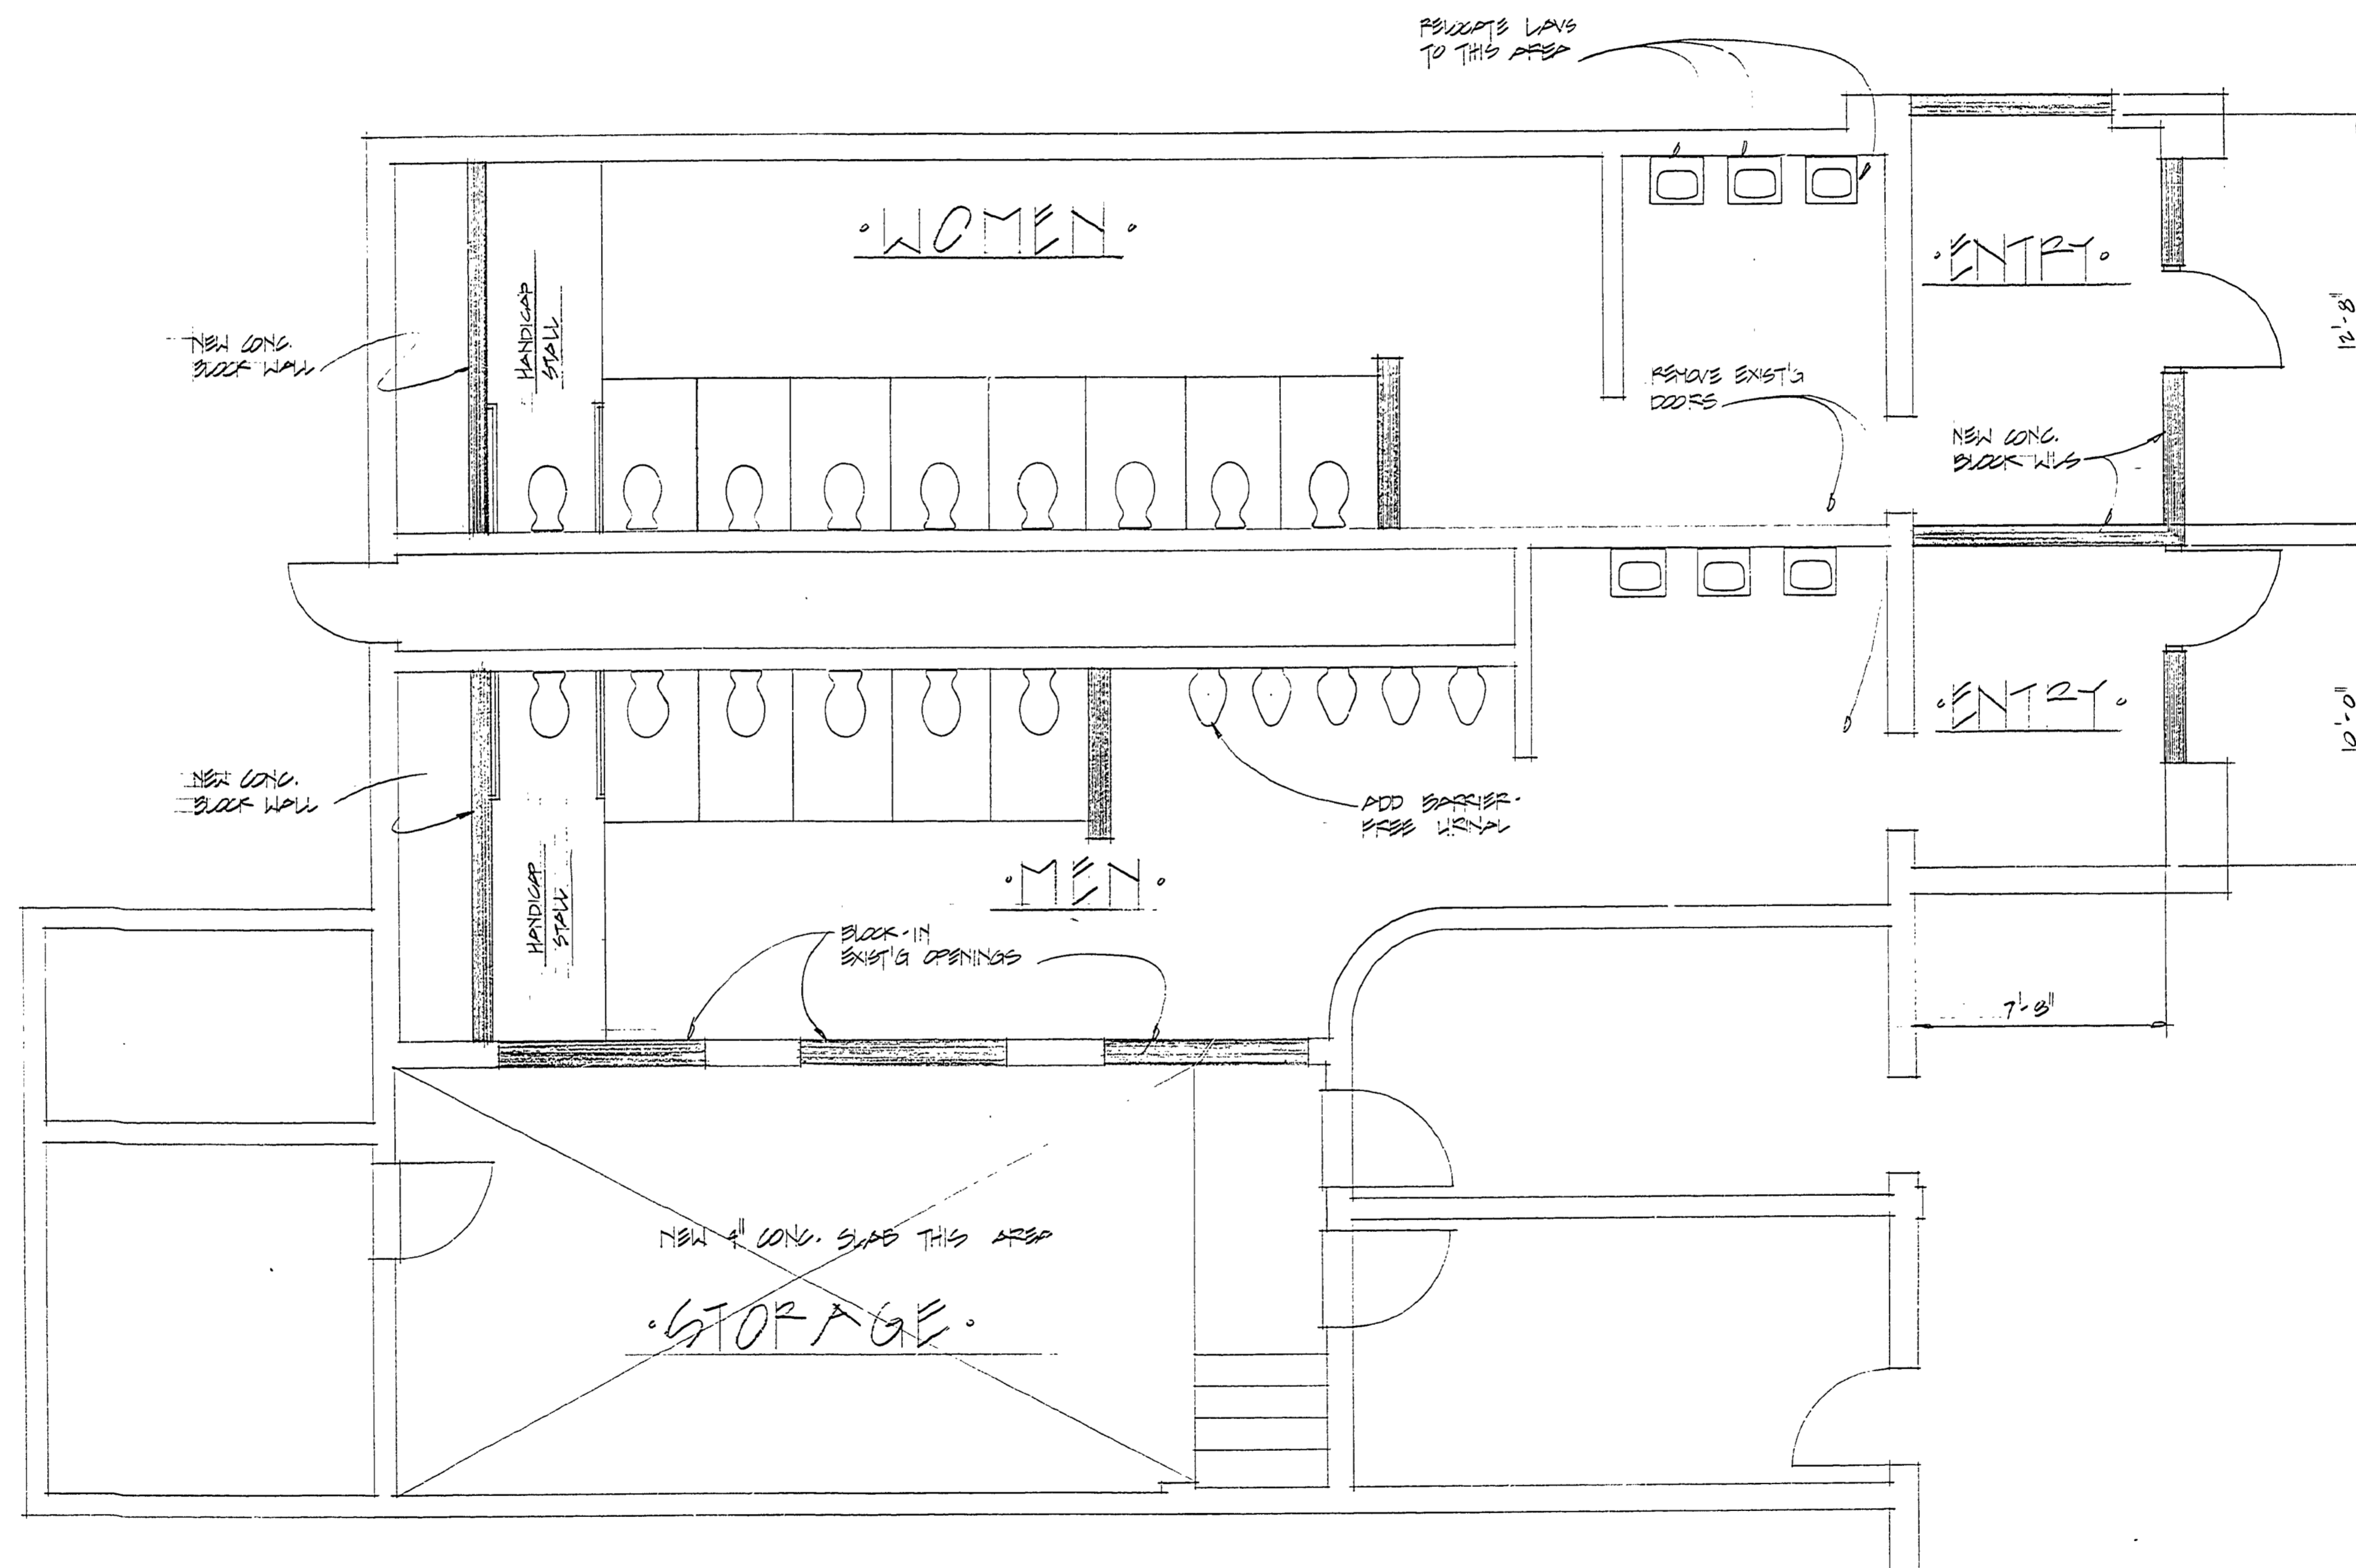 RELOCATE LAVS
TO THIS AREA
·WOMEN·
·ENTRY·
12'-8"
HANDICAP
STALL
NEW CONC.
BLOCK WALL
REMOVE EXIST'G
DOORS
NEW CONC.
BLOCK WLS
·ENTRY·
10'-0"
NEW CONC.
BLOCK WALL
ADD BARRIER-
FREE URINAL
·MEN·
HANDICAP
STALL
BLOCK-IN
EXIST'G OPENINGS
7'-8"
NEW 4" CONC. SLAB THIS AREA
·STORAGE·